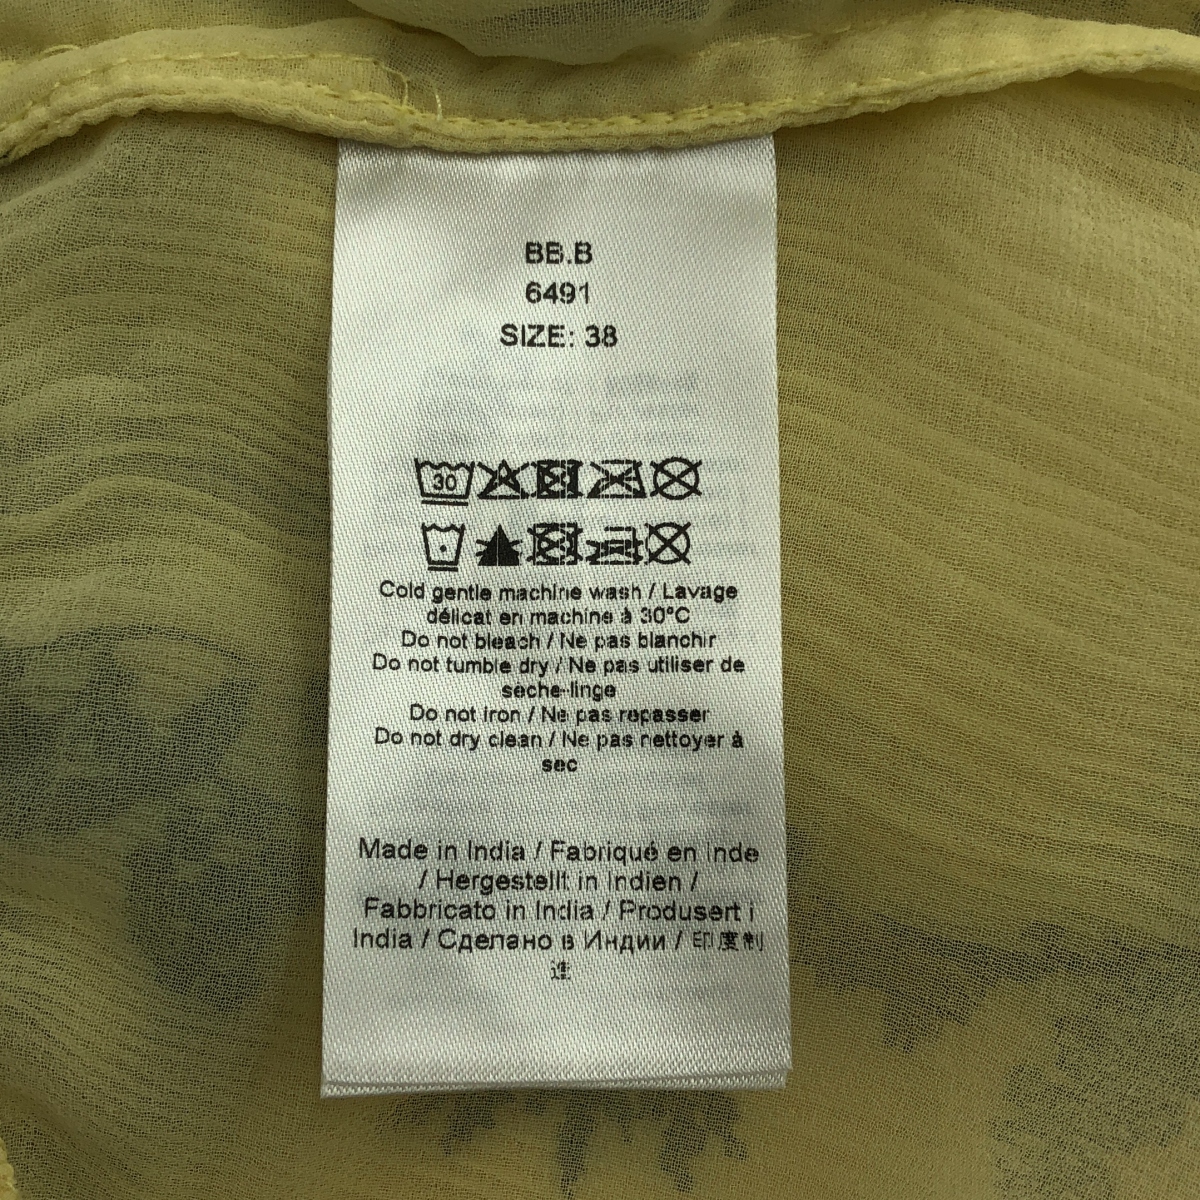 BB.B
6491
SIZE: 38
30
Cold gentle machine wash / Lavage
délicat en machine à 30°C
Do not bleach / Ne pas blanchir
Do not tumble dry / Ne pas utiliser de
seche-linge
Do not iron / Ne pas repasser
Do not dry clean / Ne pas nettoyer à
sec
Made in India / Fabriqué en Inde
/ Hergestellt in Indien /
Fabbricato in India / Produsert i
India / Сделано в Индии / 印度制
造